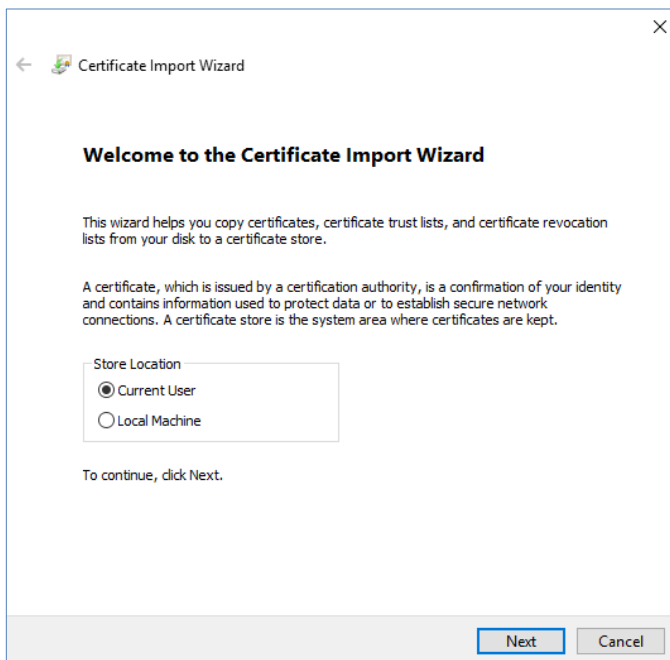 Certificate Import Wizard
Welcome to the Certificate Import Wizard
This wizard helps you copy certificates, certificate trust lists, and certificate revocation
lists from your disk to a certificate store.
A certificate, which is issued by a certification authority, is a confirmation of your identity
and contains information used to protect data or to establish secure network
connections. A certificate store is the system area where certificates are kept.
Store Location
Current User
Local Machine
To continue, click Next.
Next Cancel